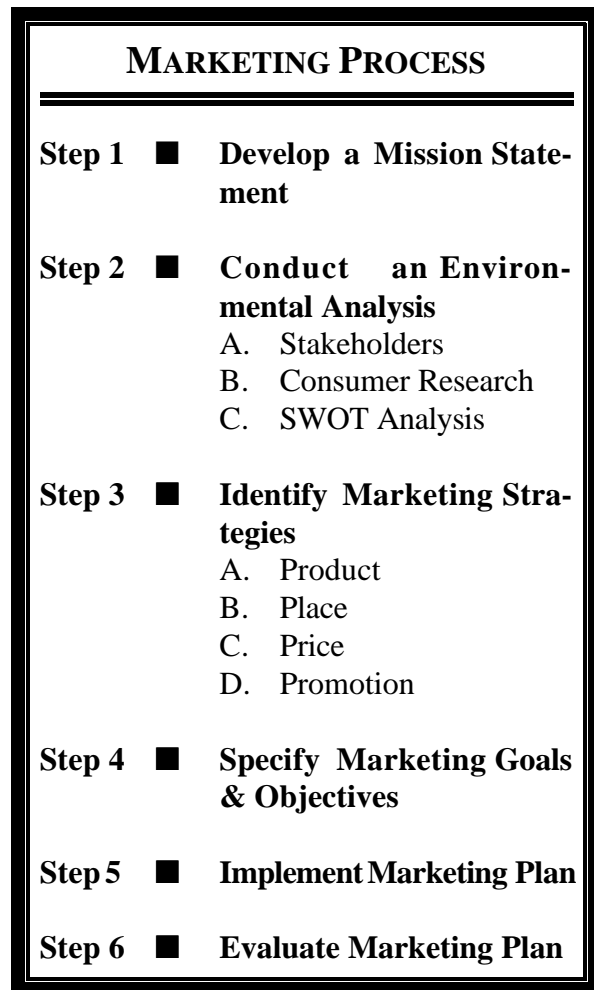 MARKETING PROCESS
Step 1 ■ Develop a Mission State-
ment
Step 2 ■ Conduct an Environ-
mental Analysis
A. Stakeholders
B. Consumer Research
C. SWOT Analysis
Step 3 ■ Identify Marketing Stra-
tegies
A. Product
B. Place
C. Price
D. Promotion
Step 4 ■ Specify Marketing Goals
& Objectives
Step 5 ■ Implement Marketing Plan
Step 6 ■ Evaluate Marketing Plan